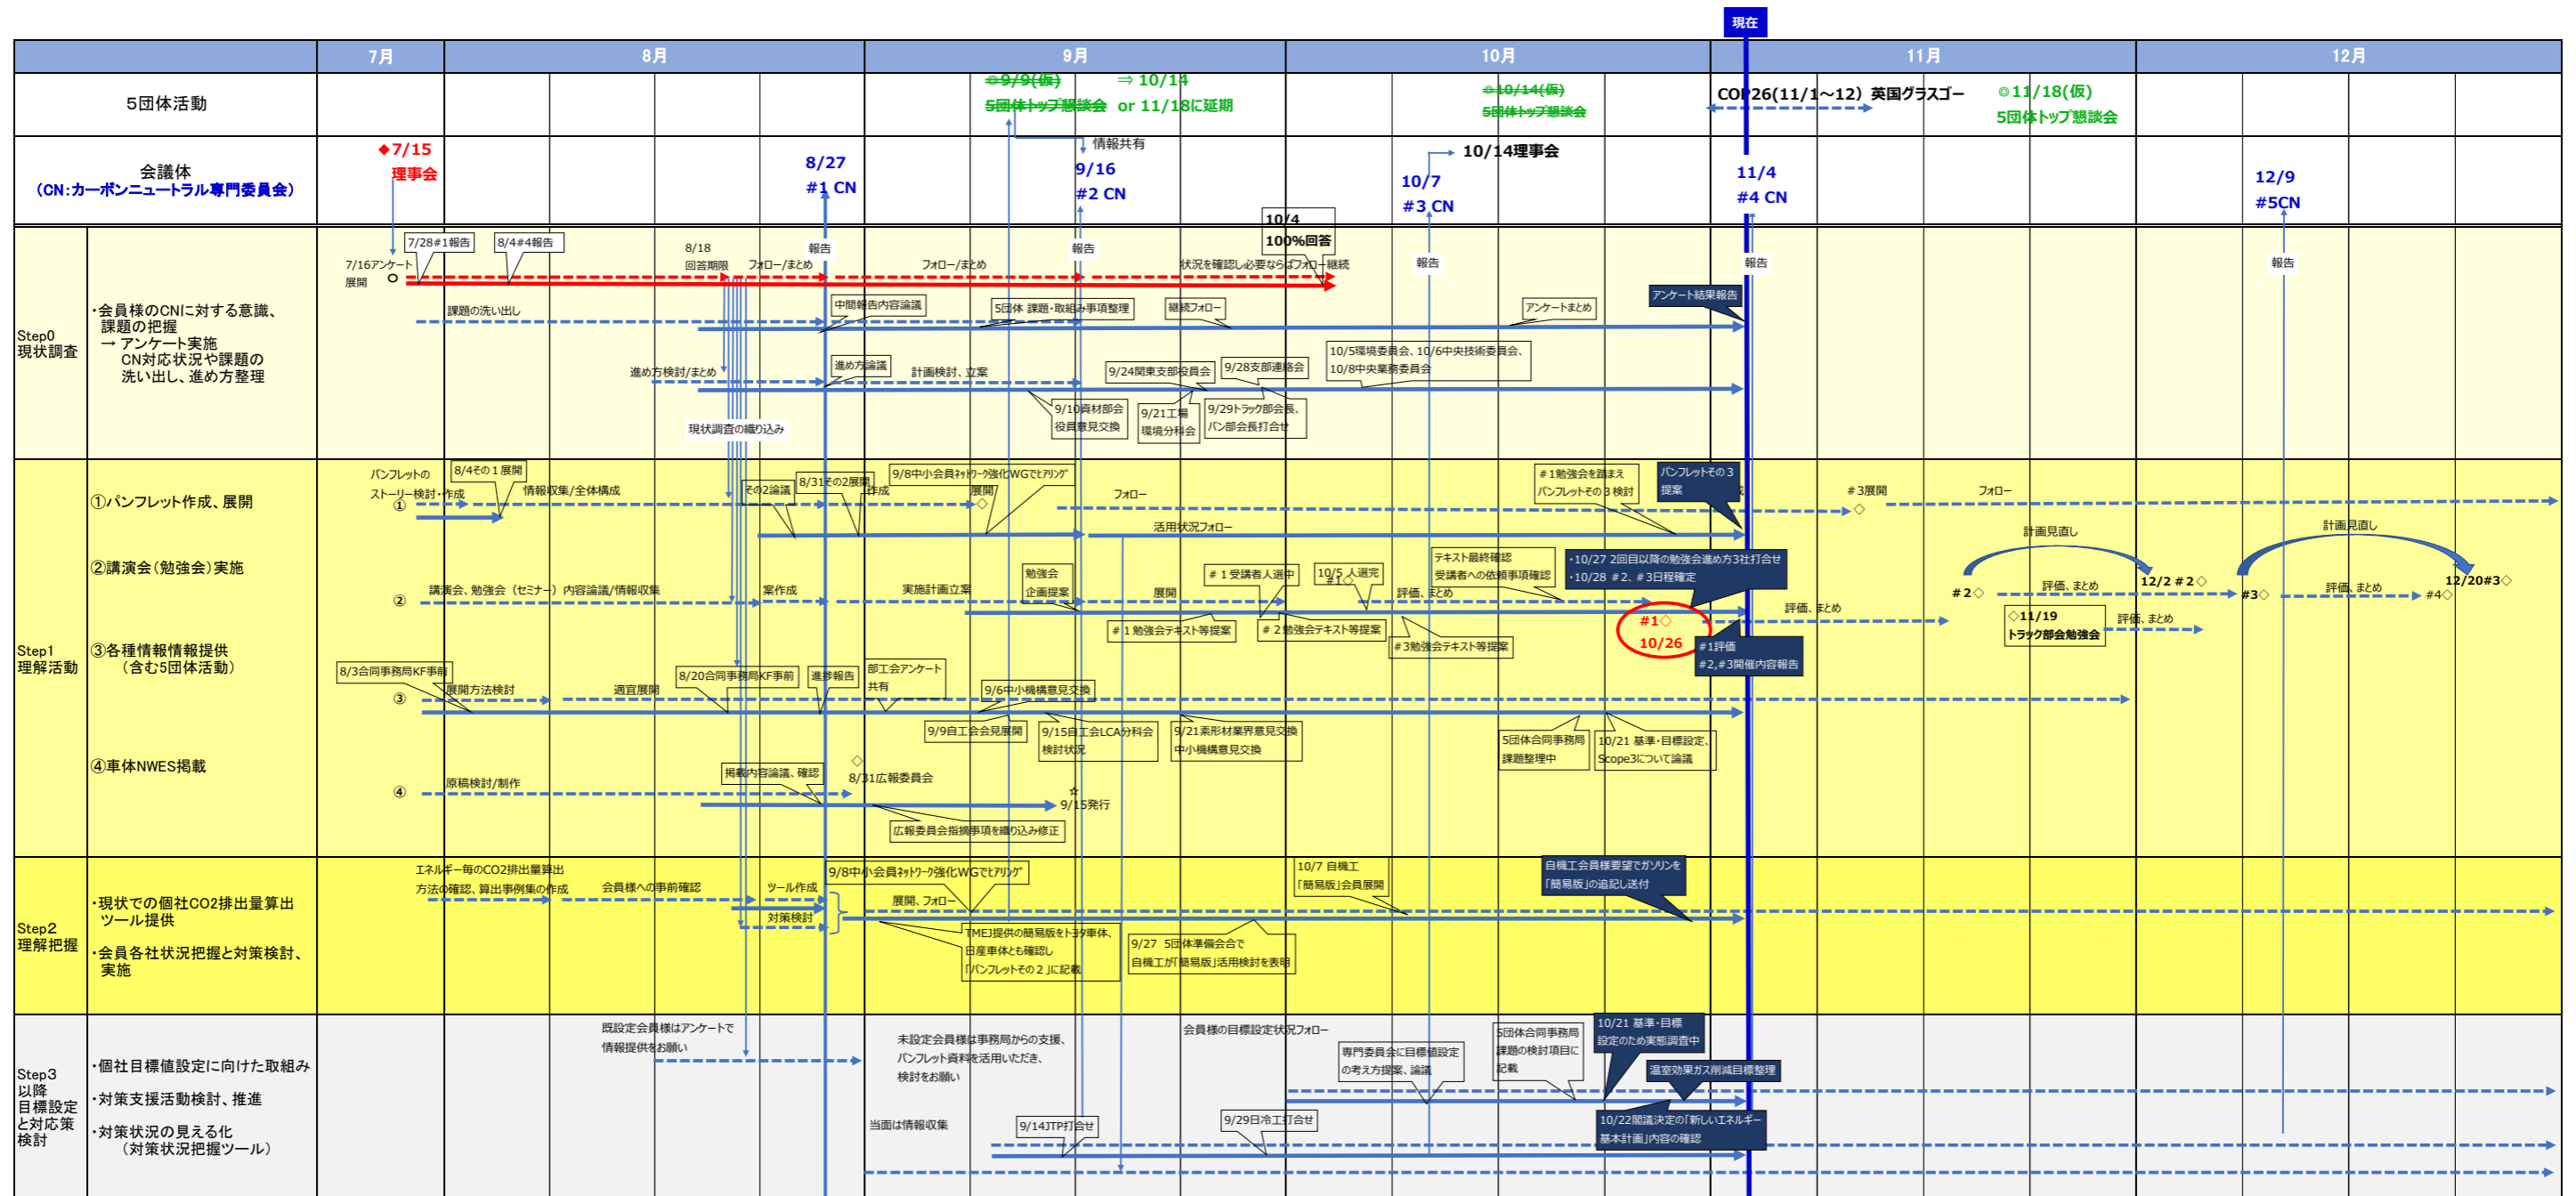 現在
7月
8月
9月
10月
11月
12月
5団体活動
◎9/9(仮) ⇒ 10/14
5団体トップ懇談会 or 11/18に延期
◎10/14(仮)
5団体トップ懇談会
COP26(11/1～12) 英国グラスゴー
◎11/18(仮)
5団体トップ懇談会
会議体
(CN:カーボンニュートラル専門委員会)
◆7/15
理事会
8/27
#1 CN
情報共有
9/16
#2 CN
10/7
#3 CN
10/14理事会
11/4
#4 CN
12/9
#5CN
Step0
現状調査
・会員様のCNに対する意識、
課題の把握
→ アンケート実施
CN対応状況や課題の
洗い出し、進め方整理
7/16アンケート
展開
7/28#1報告
8/4#4報告
8/18
回答期限
フォロー/まとめ
報告
フォロー/まとめ
報告
10/4
100%回答
状況を確認し必要ならばフォロー継続
報告
報告
報告
課題の洗い出し
中間報告内容論議
5団体 課題・取組み事項整理
継続フォロー
アンケートまとめ
アンケート結果報告
進め方検討/まとめ
進め方論議
計画検討、立案
9/24関東支部役員会
9/28支部連絡会
10/5環境委員会、10/6中央技術委員会、
10/8中央業務委員会
9/10資材部会
役員意見交換
9/21工場
環境分科会
9/29トラック部会長、
バン部会長打合せ
現状調査の織り込み
Step1
理解活動
①パンフレット作成、展開
②講演会(勉強会)実施
③各種情報情報提供
(含む5団体活動)
④車体NWES掲載
パンフレットの
ストーリー検討・作成
①
8/4その1展開
情報収集/全体構成
その2論議
8/31その2展開
作成
9/8中小会員ネットワーク強化WGでヒアリング
展開
◇
フォロー
活用状況フォロー
#1勉強会を踏まえ
パンフレットその3検討
パンフレットその3
提案
成
#3展開
◇
フォロー
②
講演会、勉強会（セミナー）内容論議/情報収集
案作成
実施計画立案
勉強会
企画提案
展開
#1受講者人選中
10/5 人選完
#1◇
評価、まとめ
テキスト最終確認
受講者への依頼事項確認
・10/27 2回目以降の勉強会進め方3社打合せ
・10/28 #2、#3日程確定
#1勉強会テキスト等提案
#2勉強会テキスト等提案
#3勉強会テキスト等提案
#1◇
10/26
#1評価
#2,#3開催内容報告
評価、まとめ
計画見直し
#2◇
評価、まとめ
12/2 #2◇
計画見直し
#3◇
評価、まとめ
#4◇
12/20#3◇
◇11/19
トラック部会勉強会
評価、まとめ
8/3合同事務局KF事前
③
展開方法検討
適宜展開
8/20合同事務局KF事前
進捗報告
部工会アンケート
共有
9/6中小機構意見交換
9/9自工会会見展開
9/15自工会LCA分科会
検討状況
9/21素形材業界意見交換
中小機構意見交換
5団体合同事務局
課題整理中
10/21 基準・目標設定、
Scope3について論議
④
原稿検討/制作
掲載内容論議、確認
◇
8/31広報委員会
☆
9/15発行
広報委員会指摘事項を織り込み修正
Step2
理解把握
・現状での個社CO2排出量算出
ツール提供
・会員各社状況把握と対策検討、
実施
エネルギー毎のCO2排出量算出
方法の確認、算出事例集の作成
会員様への事前確認
ツール作成
対策検討
9/8中小会員ネットワーク強化WGでヒアリング
展開、フォロー
TMEJ提供の簡易版をトヨタ車体、
日産車体とも確認し
「パンフレットその2」に記載
9/27 5団体準備会合で
自機工が「簡易版」活用検討を表明
10/7 自機工
「簡易版」会員展開
自機工会員様要望でガソリンを
「簡易版」の追記し送付
Step3
以降
目標設定
と対応策
検討
・個社目標値設定に向けた取組み
・対策支援活動検討、推進
・対策状況の見える化
(対策状況把握ツール)
既設定会員様はアンケートで
情報提供をお願い
未設定会員様は事務局からの支援、
パンフレット資料を活用いただき、
検討をお願い
会員様の目標設定状況フォロー
専門委員会に目標値設定
の考え方提案、論議
5団体合同事務局
課題の検討項目に
記載
10/21 基準・目標
設定のため実態調査中
温室効果ガス削減目標整理
当面は情報収集
9/14JTP打合せ
9/29日冷工打合せ
10/22閣議決定の「新しいエネルギー
基本計画」内容の確認